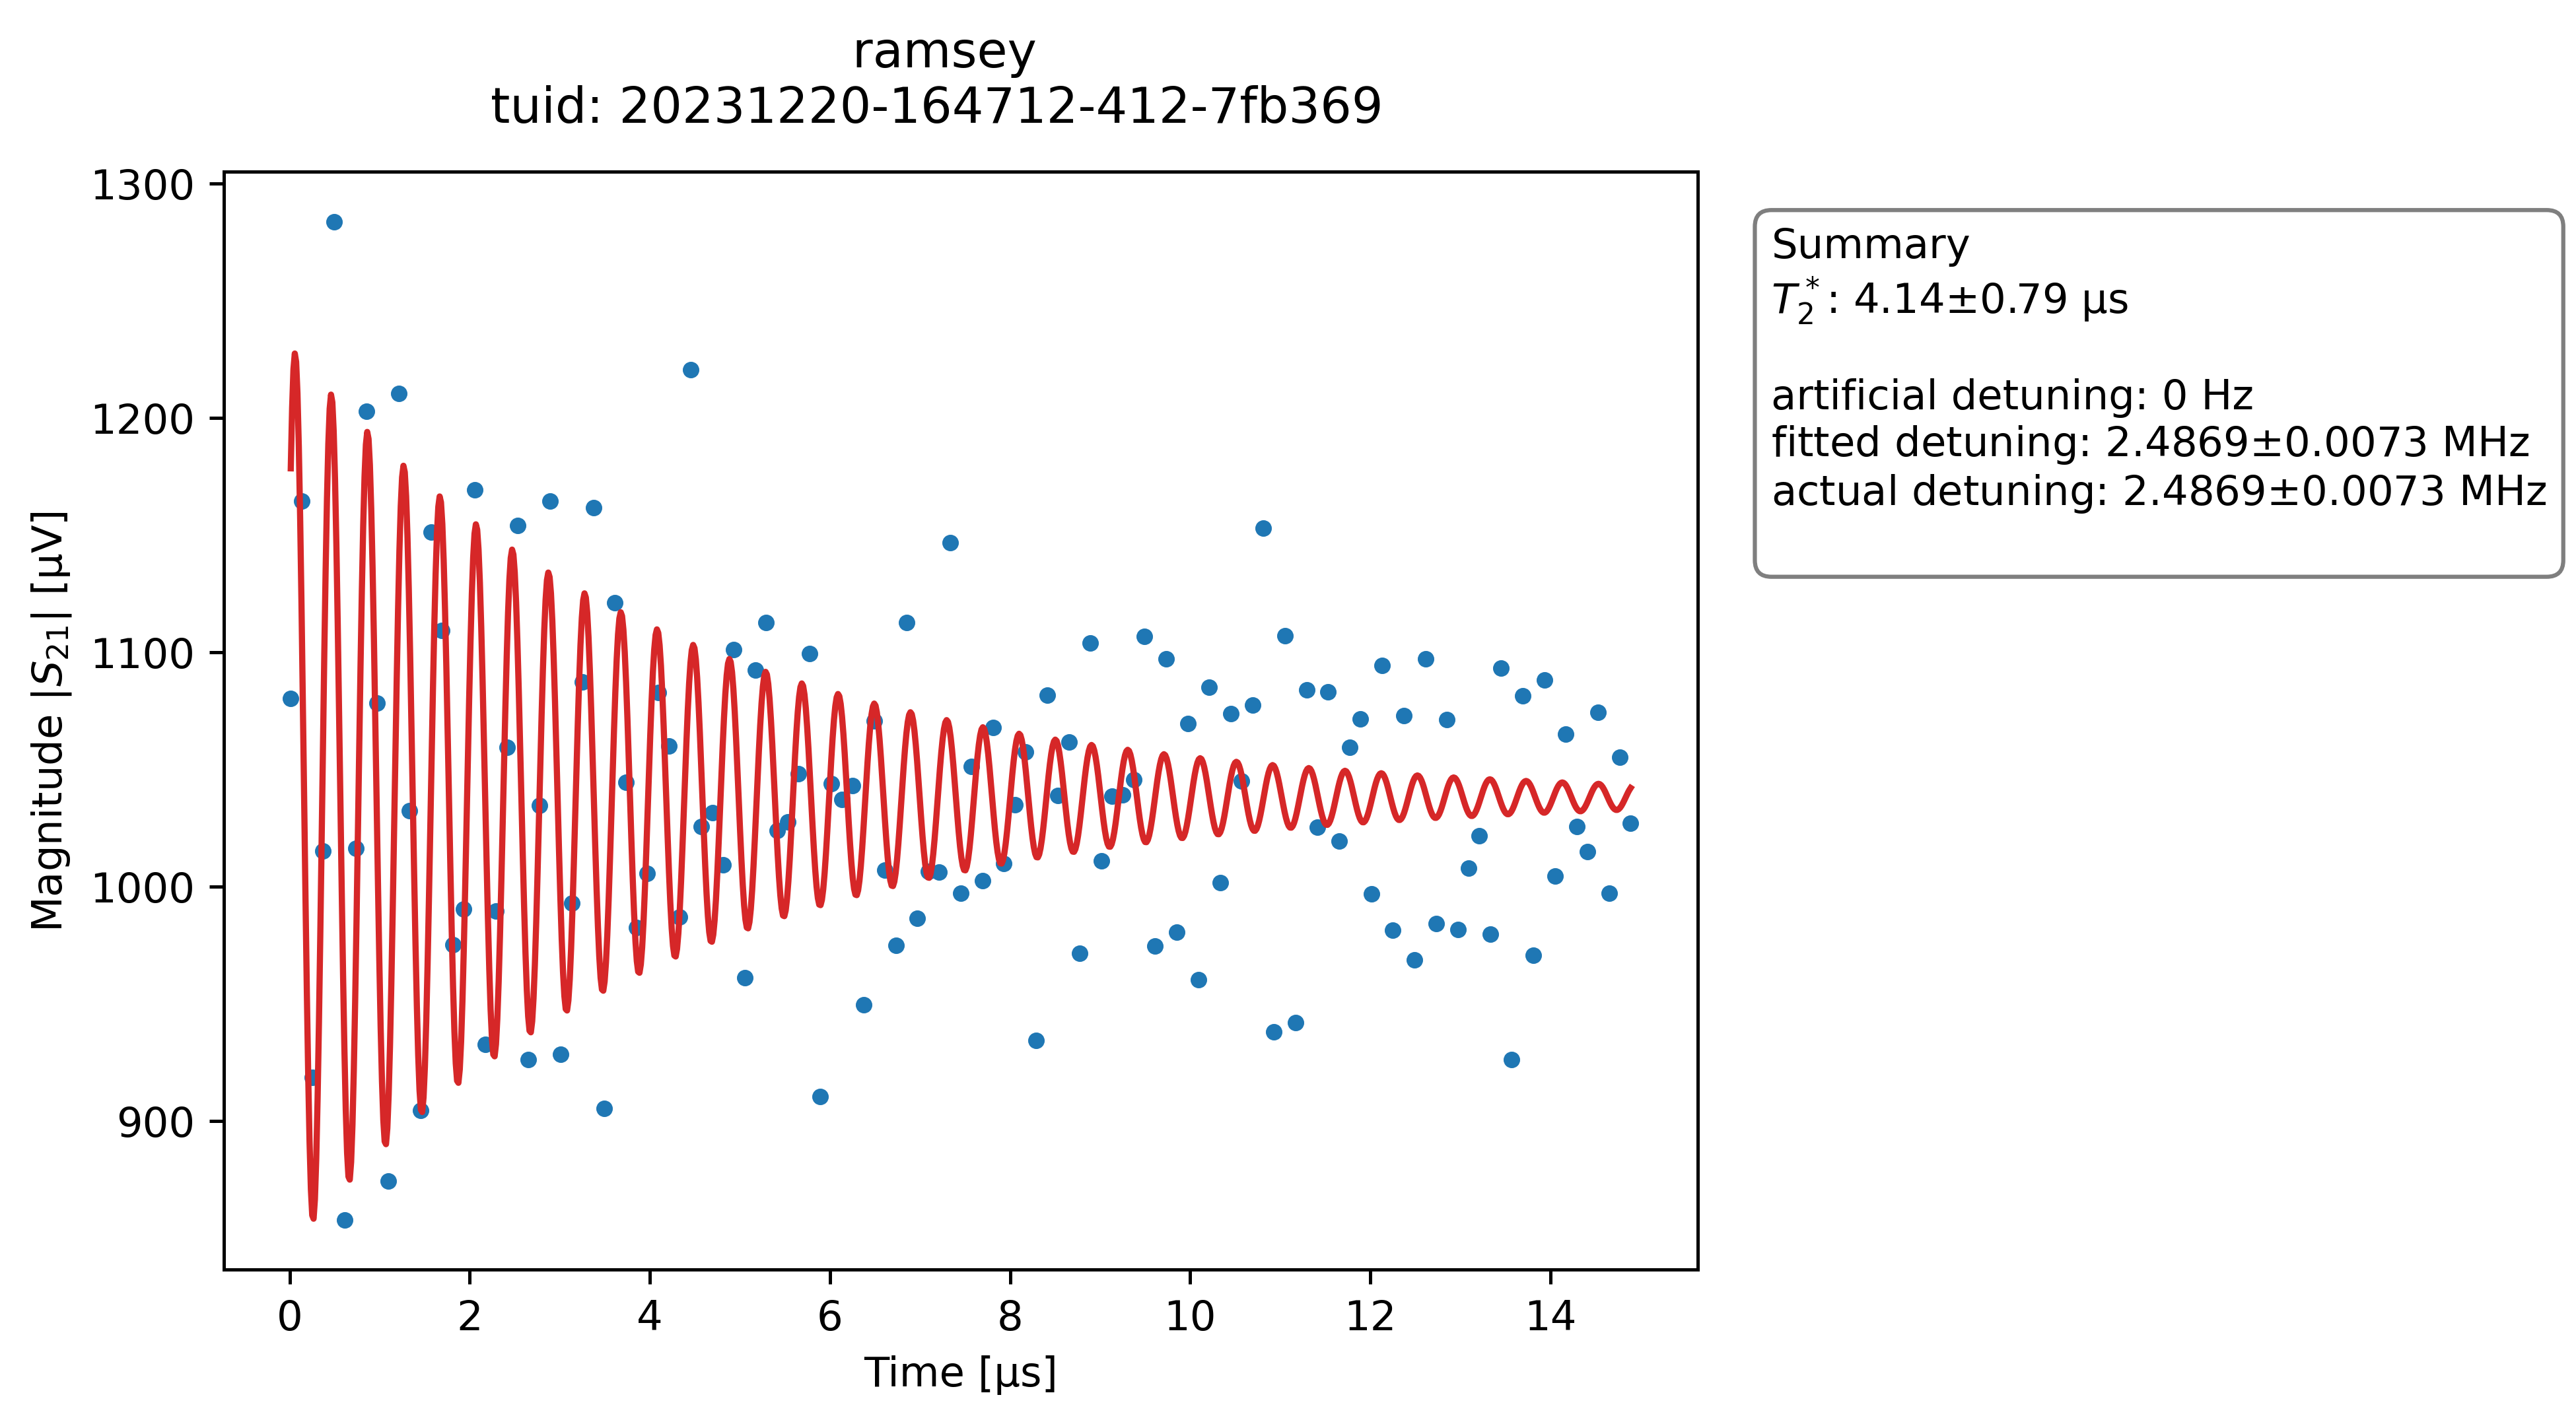 ramsey
tuid: 20231220-164712-412-7fb369
1300
1200
1100
1000
900
Magnitude |S₂₁| [µV]
0 2 4 6 8 10 12 14
Time [µs]
Summary
T₂*: 4.14±0.79 µs
artificial detuning: 0 Hz
fitted detuning: 2.4869±0.0073 MHz
actual detuning: 2.4869±0.0073 MHz